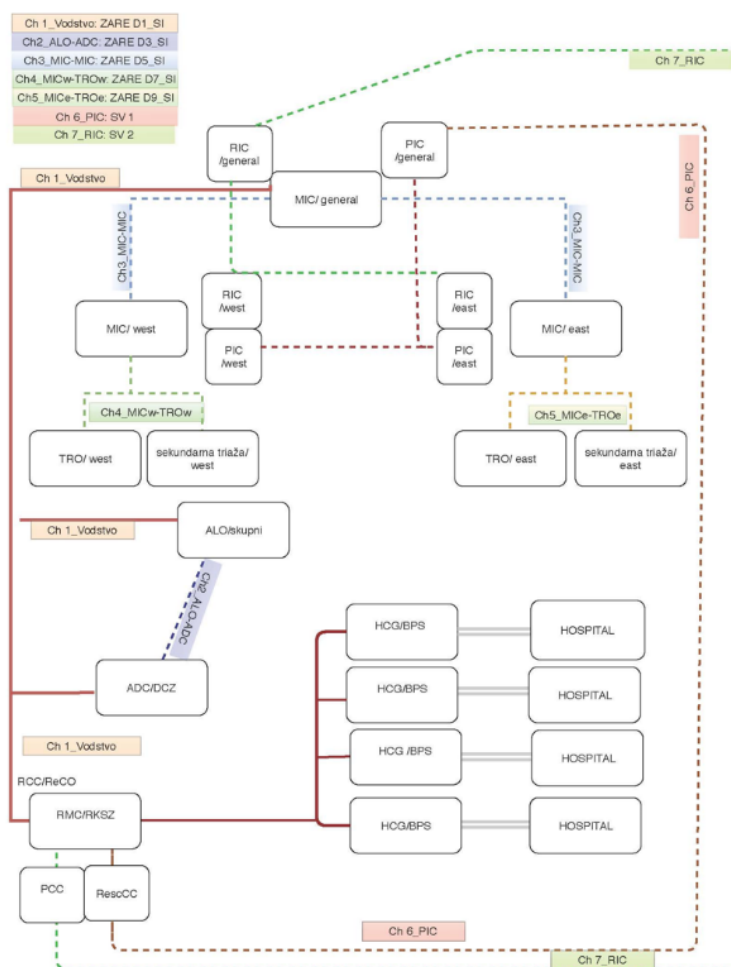 Ch 1_Vodstvo: ZARE D1_SI
Ch2_ALO-ADC: ZARE D3_SI
Ch3_MIC-MIC: ZARE D5_SI
Ch4_MICw-TROw: ZARE D7_SI
Ch5_MICe-TROe: ZARE D9_SI
Ch 6_PIC: SV 1
Ch 7_RIC: SV 2
Ch 7_RIC
RIC
/general
PIC
/general
Ch 6_PIC
Ch 1_Vodstvo
MIC/ general
Ch3_MIC-MIC
Ch3_MIC-MIC
RIC
/west
RIC
/east
MIC/ west
MIC/ east
PIC
/west
PIC
/east
Ch4_MICw-TROw
Ch5_MICe-TROe
TRO/ west
sekundarna triaža/
west
TRO/ east
sekundarna triaža/
east
Ch 1_Vodstvo
ALO/skupni
Ch2_ALO-ADC
HCG/BPS
HOSPITAL
ADC/DCZ
HCG/BPS
HOSPITAL
Ch 1_Vodstvo
HCG /BPS
HOSPITAL
RCC/ReCO
RMC/RKSZ
HCG/BPS
HOSPITAL
PCC
RescCC
Ch 6_PIC
Ch 7_RIC